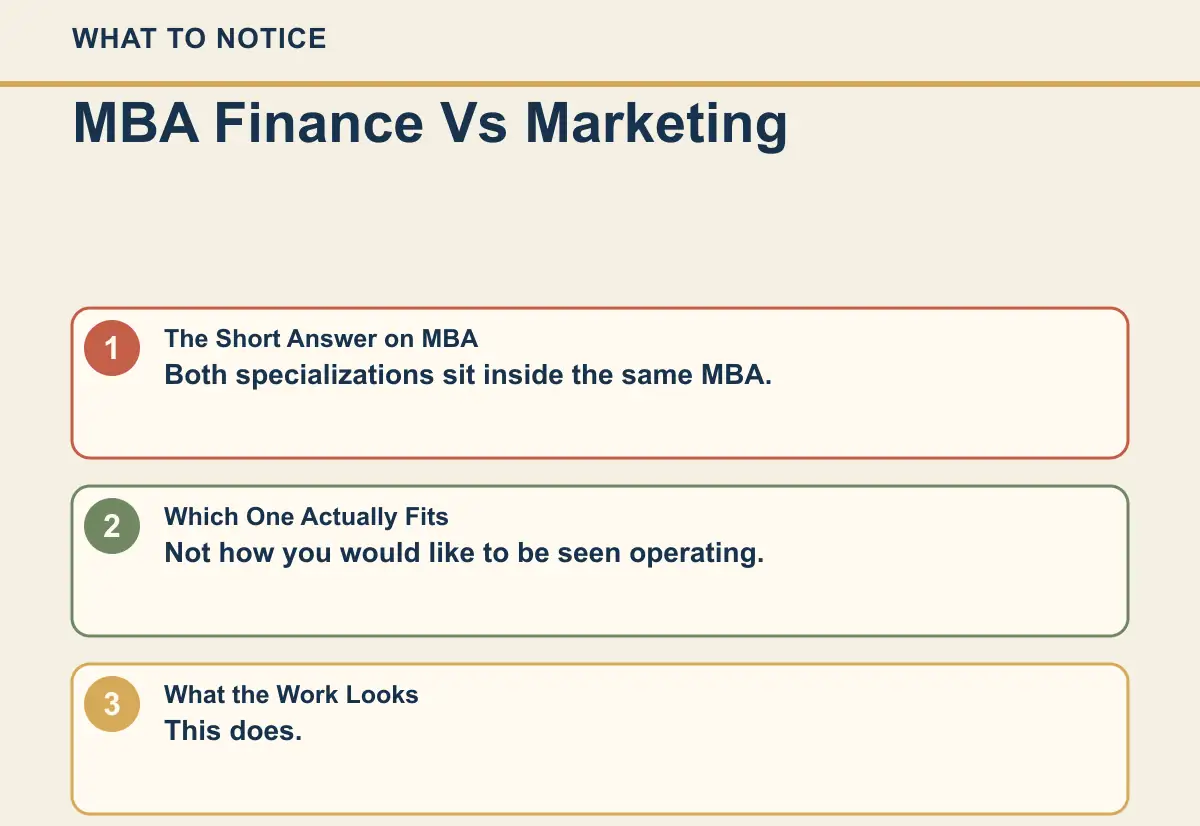 WHAT TO NOTICE
MBA Finance Vs Marketing
1
The Short Answer on MBA
Both specializations sit inside the same MBA.
2
Which One Actually Fits
Not how you would like to be seen operating.
3
What the Work Looks
This does.